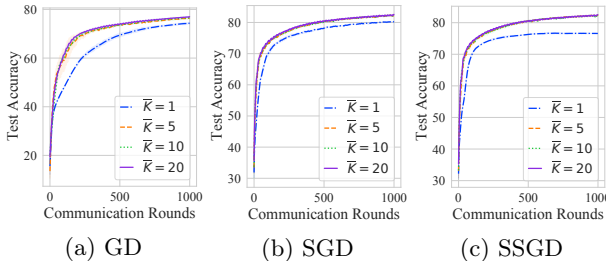 80
60
40
20
Test Accuracy
K̅ = 1
K̅ = 5
K̅ = 10
K̅ = 20
0 500 1000
Communication Rounds
(a) GD
80
70
60
50
40
30
Test Accuracy
K̅ = 1
K̅ = 5
K̅ = 10
K̅ = 20
0 500 1000
Communication Rounds
(b) SGD
80
70
60
50
40
30
Test Accuracy
K̅ = 1
K̅ = 5
K̅ = 10
K̅ = 20
0 500 1000
Communication Rounds
(c) SSGD